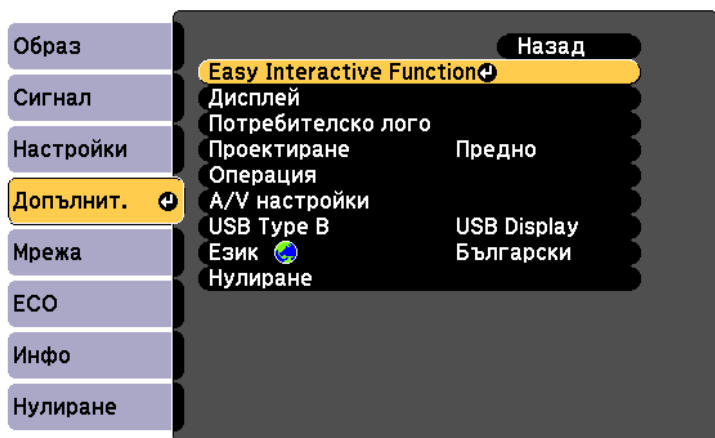 Образ
Сигнал
Настройки
Допълнит.
Мрежа
ECO
Инфо
Нулиране
Назад
Easy Interactive Function
Дисплей
Потребителско лого
Проектиране Предно
Операция
A/V настройки
USB Type B USB Display
Език Български
Нулиране